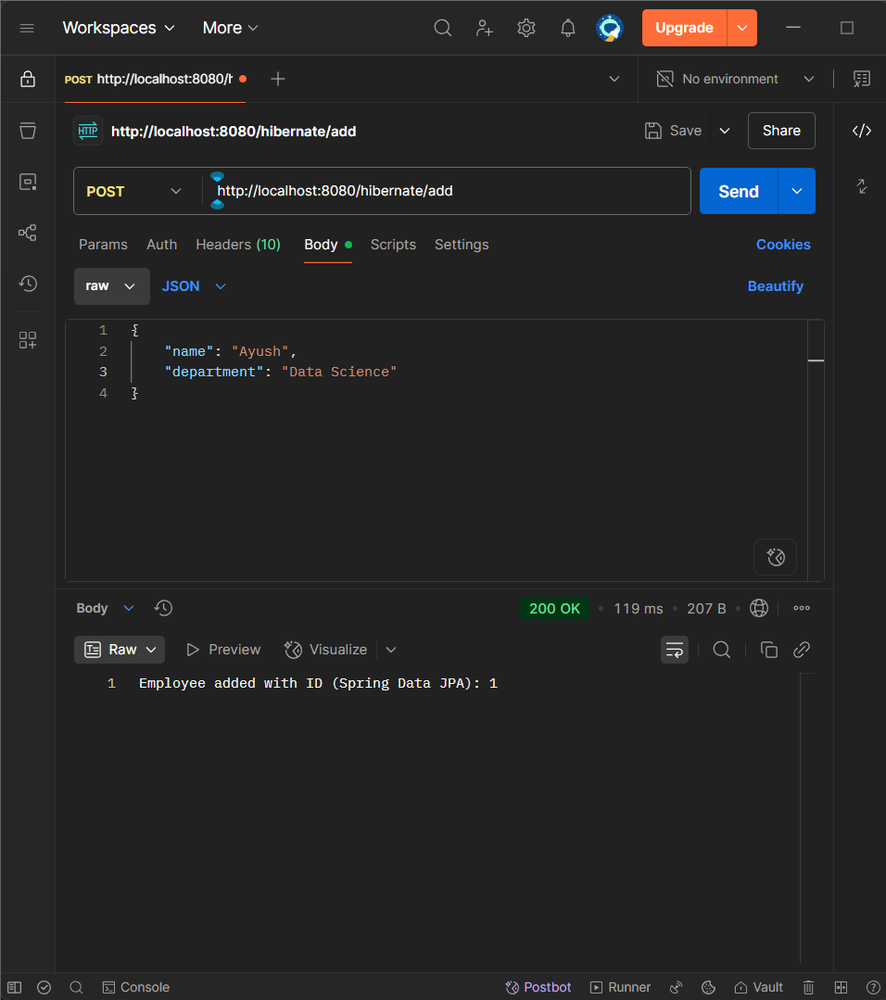 Workspaces More Upgrade
POST http://localhost:8080/h No environment
HTTP http://localhost:8080/hibernate/add Save Share
POST http://localhost:8080/hibernate/add Send
Params Auth Headers (10) Body Scripts Settings Cookies
raw JSON Beautify
1 {
2 "name": "Ayush",
3 "department": "Data Science"
4 }
Body 200 OK 119 ms 207 B
Raw Preview Visualize
1 Employee added with ID (Spring Data JPA): 1
Console Postbot Runner Vault